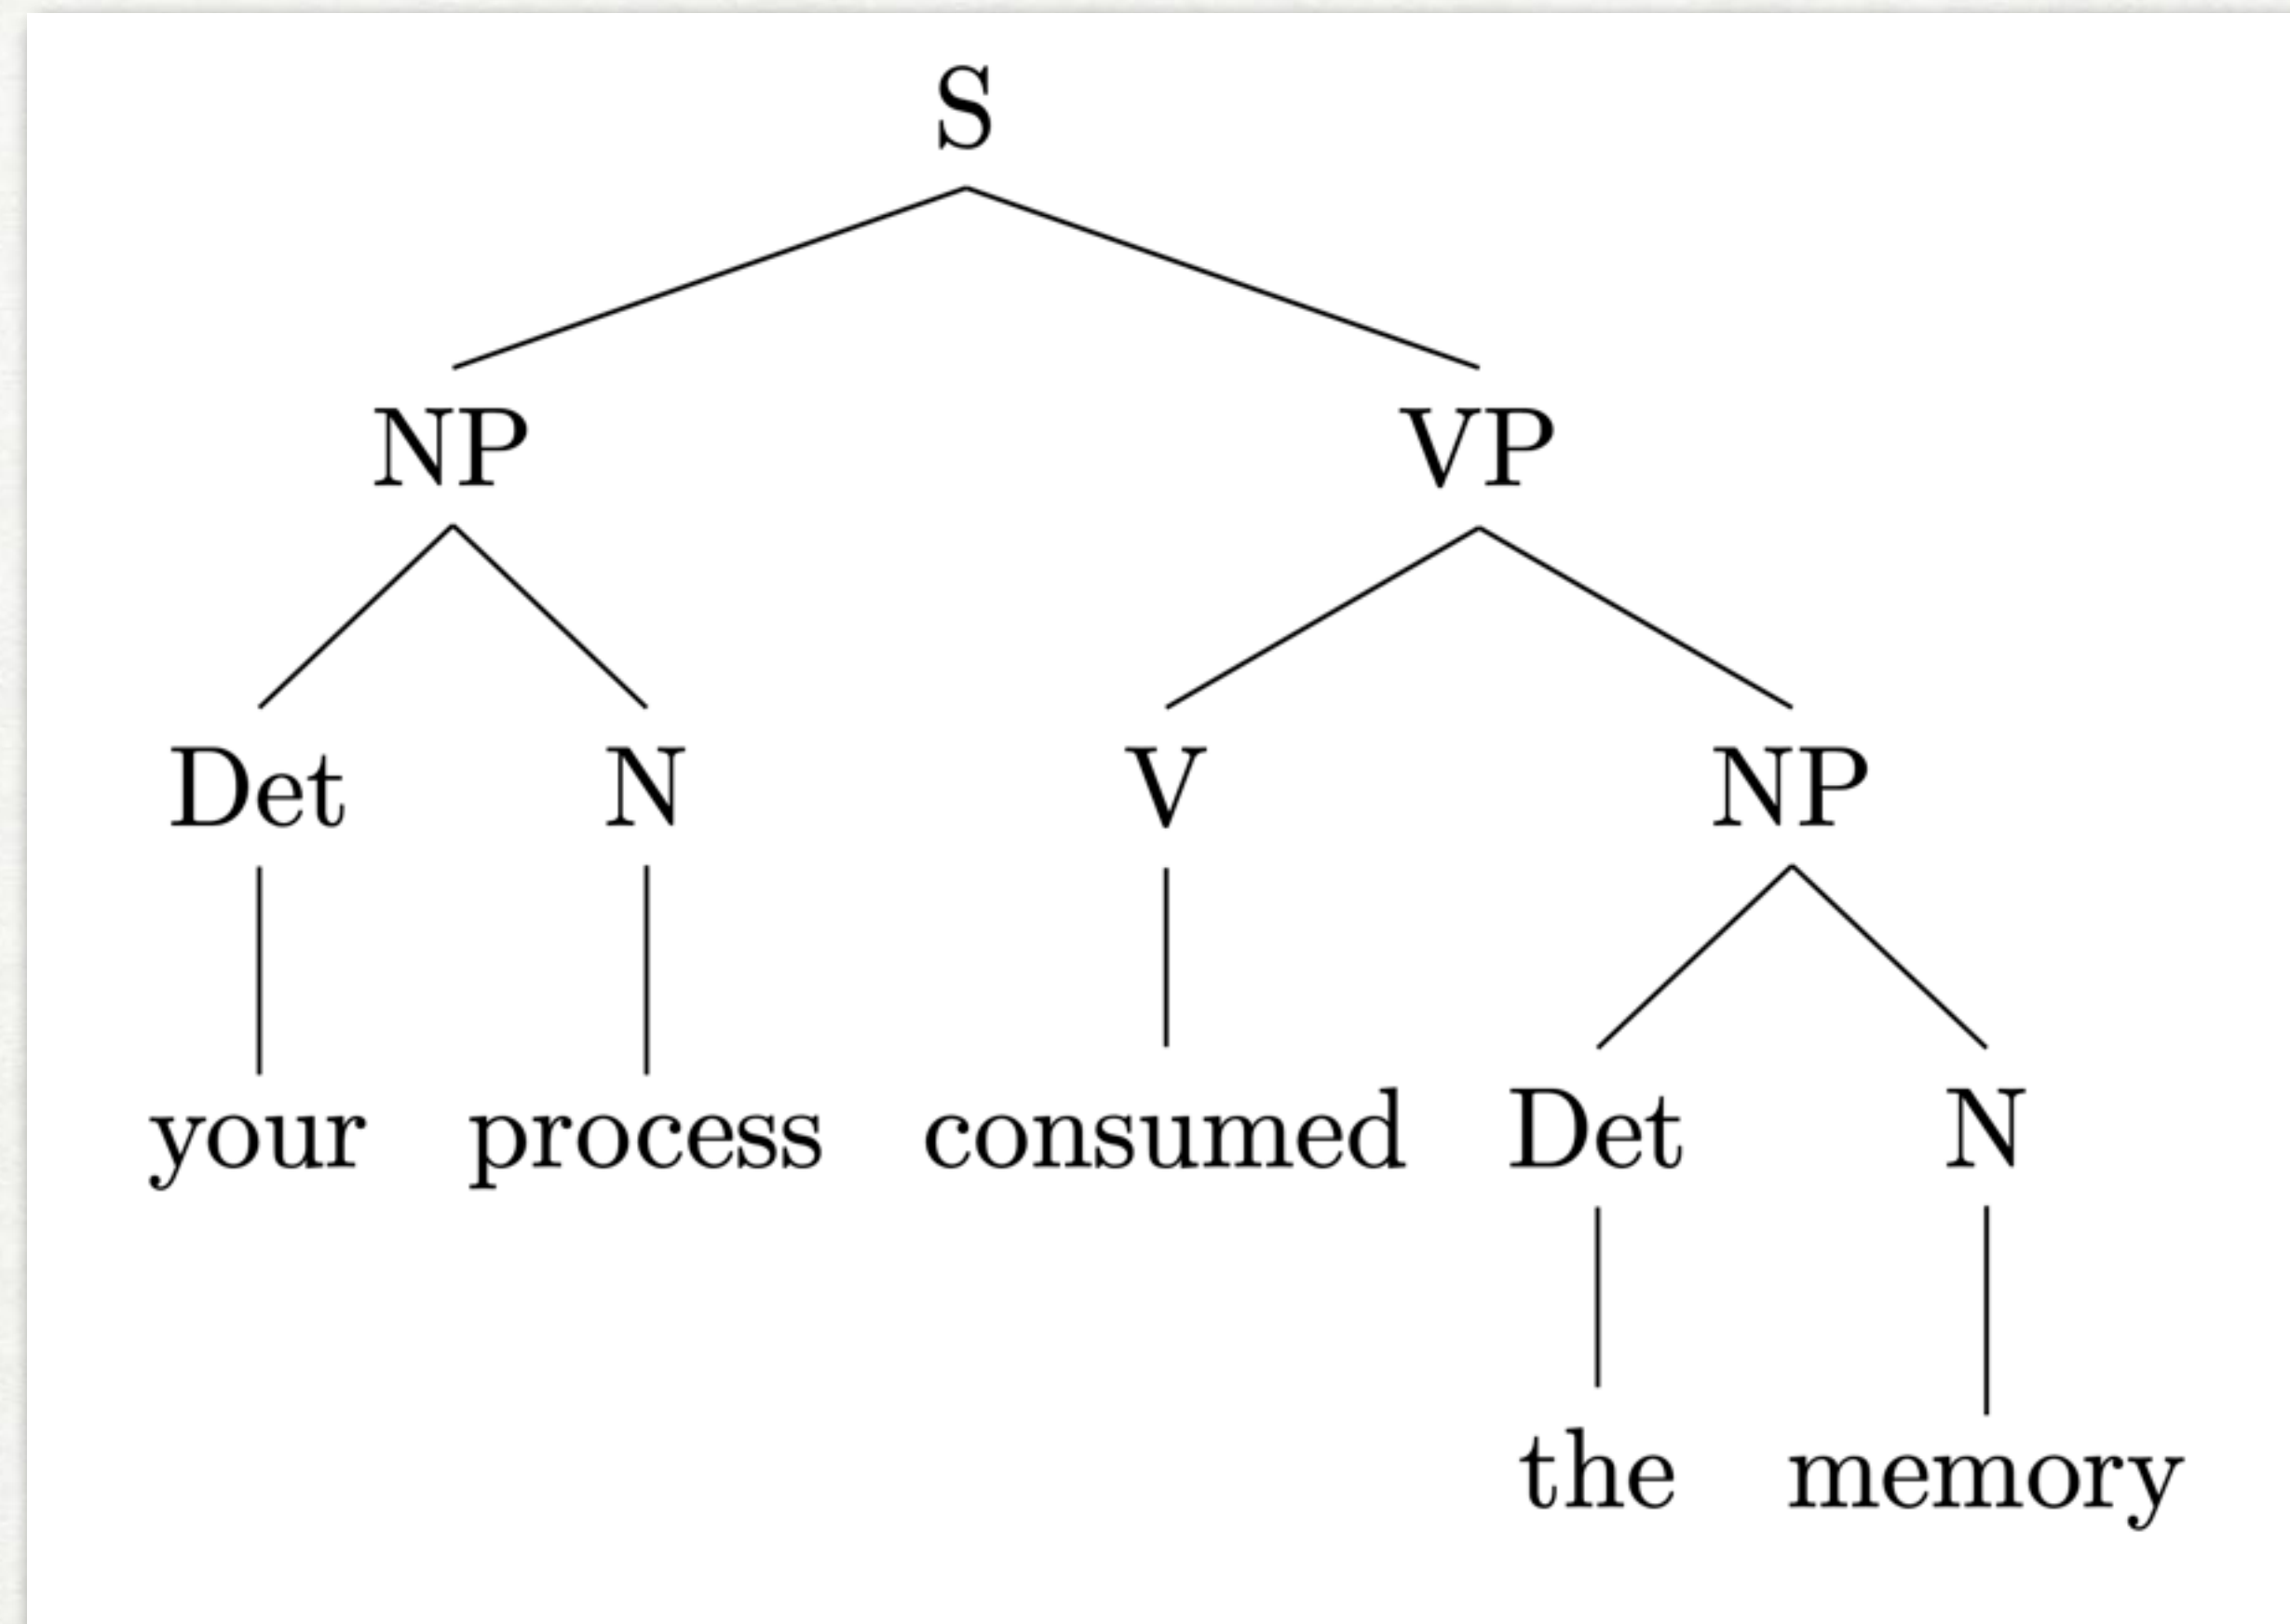 S
NP VP
Det N V NP
your process consumed Det N
the memory